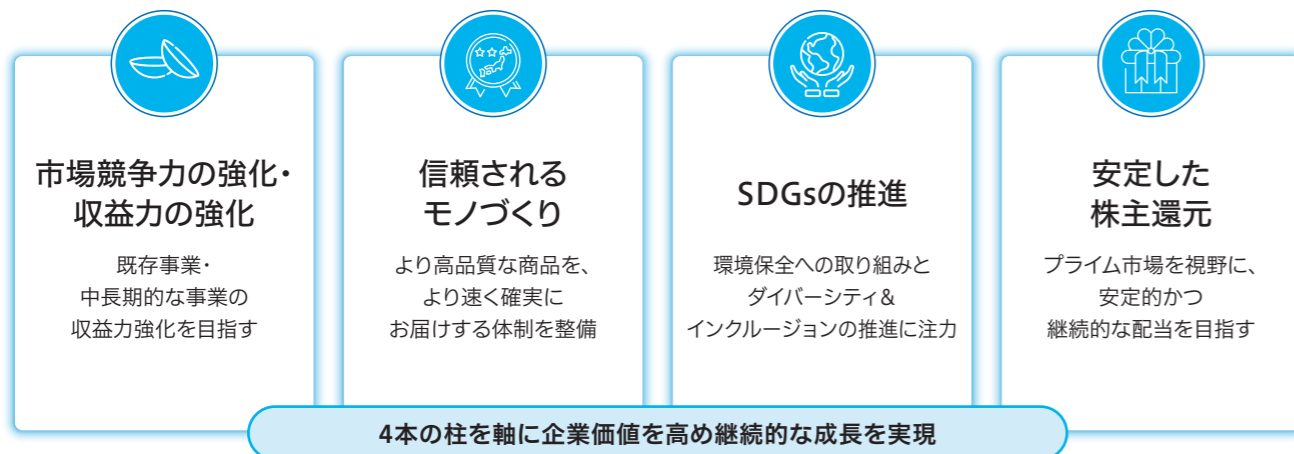 市場競争力の強化・
収益力の強化
既存事業・
中長期的な事業の
収益力強化を目指す
信頼される
モノづくり
より高品質な商品を、
より速く確実に
お届けする体制を整備
SDGsの推進
環境保全への取り組みと
ダイバーシティ&
インクルージョンの推進に注力
安定した
株主還元
プライム市場を視野に、
安定的かつ
継続的な配当を目指す
4本の柱を軸に企業価値を高め継続的な成長を実現